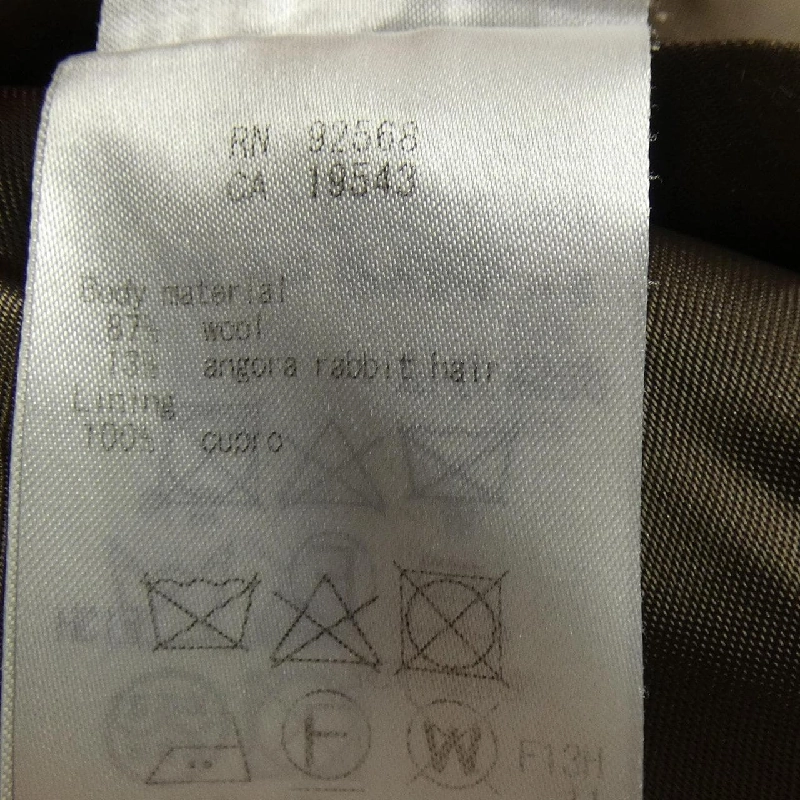 RN 92568
CA 19543
Body material
87% wool
13% angora rabbit hair
Lining
100% cupro
F
W
F13H